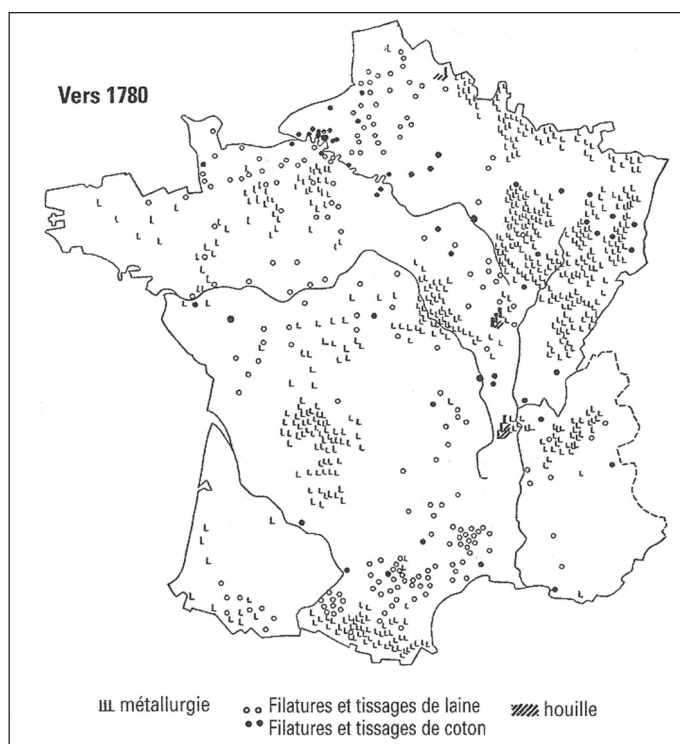 Vers 1780
métallurgie
Filatures et tissages de laine
Filatures et tissages de coton
houille